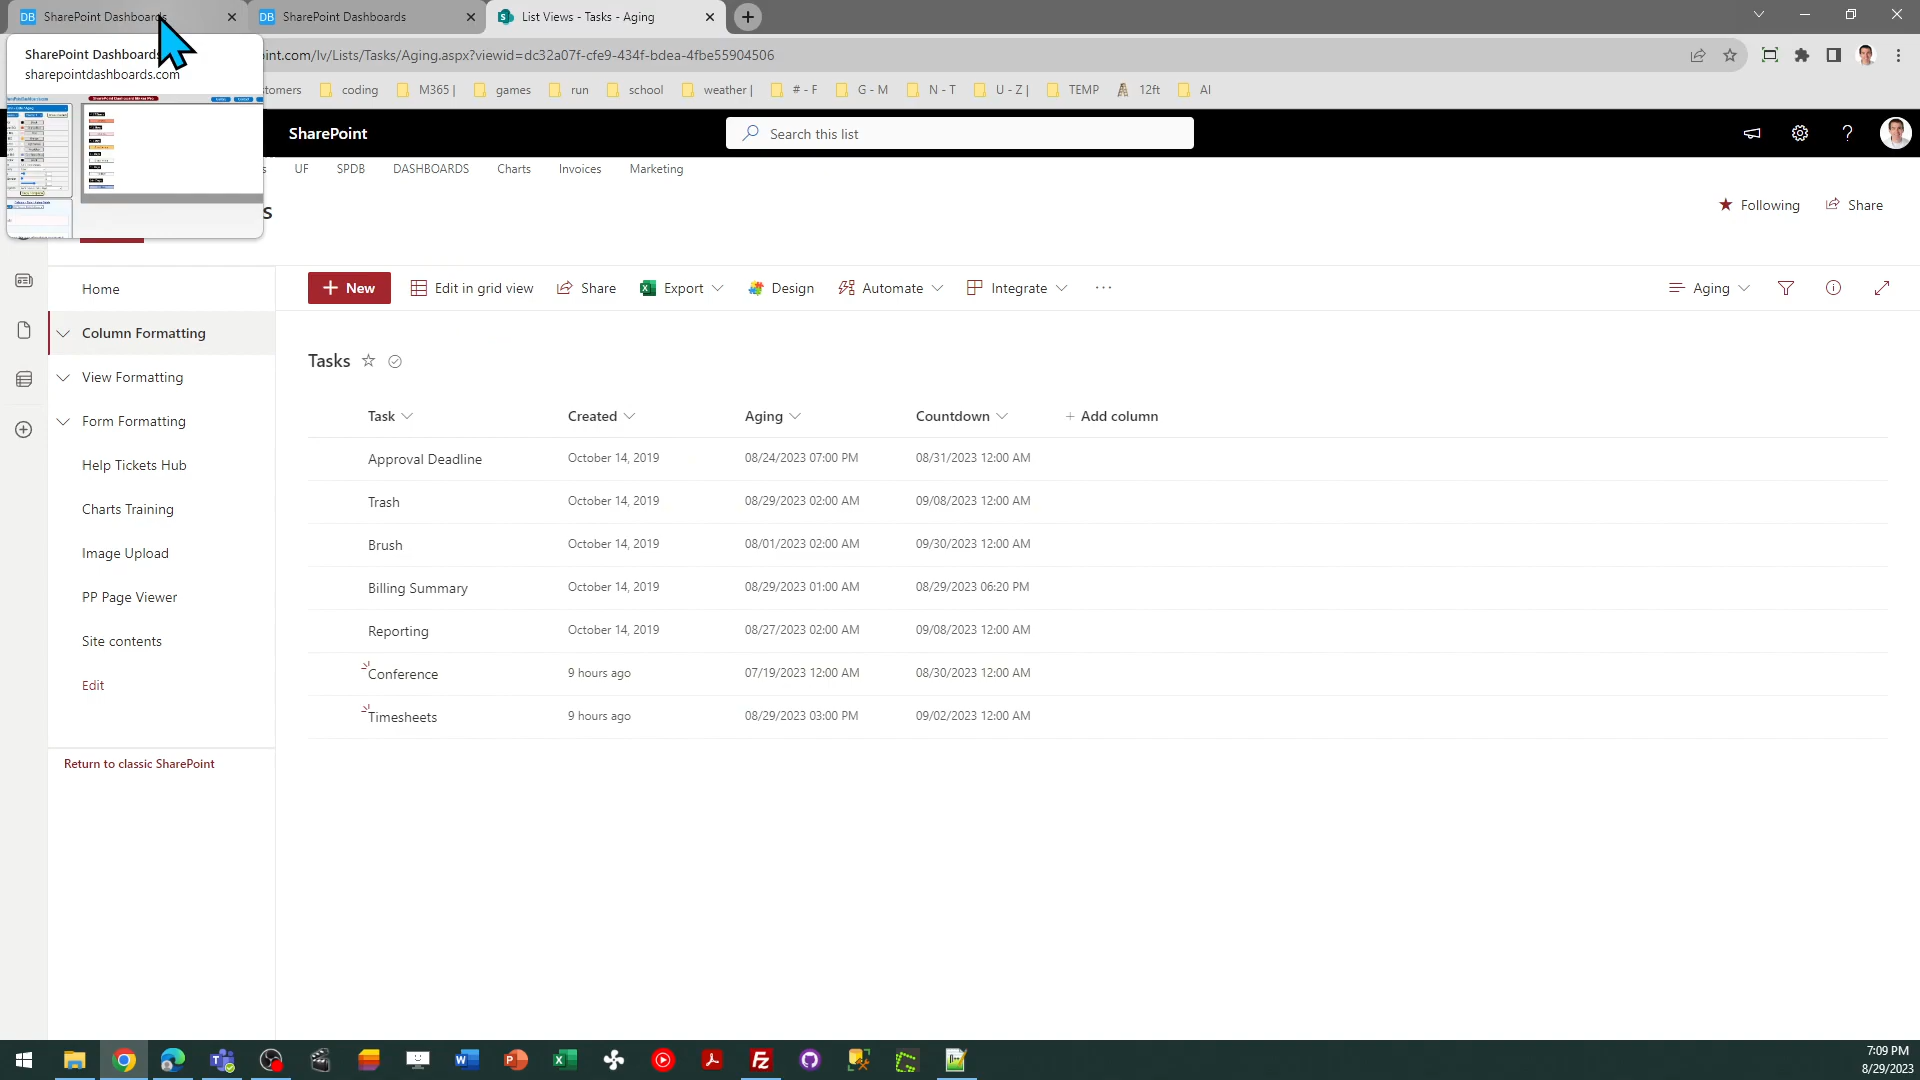 SharePoint Dashboards
SharePoint Dashboards
List Views - Tasks - Aging
SharePoint Dashboards
sharepointdashboards.com
int.com/lv/Lists/Tasks/Aging.aspx?viewid=dc32a07f-cfe9-434f-bdea-4fbe55904506
stomers
coding
M365 |
games
run
school
weather |
# - F
G - M
N - T
U - Z |
TEMP
12ft
AI
SharePoint
Search this list
s
UF
SPDB
DASHBOARDS
Charts
Invoices
Marketing
s
Following
Share
New
Edit in grid view
Share
Export
Design
Automate
Integrate
Aging
Home
Column Formatting
View Formatting
Form Formatting
Help Tickets Hub
Charts Training
Image Upload
PP Page Viewer
Site contents
Edit
Return to classic SharePoint
Tasks
Task Created Aging Countdown + Add column
Approval Deadline October 14, 2019 08/24/2023 07:00 PM 08/31/2023 12:00 AM
Trash October 14, 2019 08/29/2023 02:00 AM 09/08/2023 12:00 AM
Brush October 14, 2019 08/01/2023 02:00 AM 09/30/2023 12:00 AM
Billing Summary October 14, 2019 08/29/2023 01:00 AM 08/29/2023 06:20 PM
Reporting October 14, 2019 08/27/2023 02:00 AM 09/08/2023 12:00 AM
Conference 9 hours ago 07/19/2023 12:00 AM 08/30/2023 12:00 AM
Timesheets 9 hours ago 08/29/2023 03:00 PM 09/02/2023 12:00 AM
7:09 PM
8/29/2023